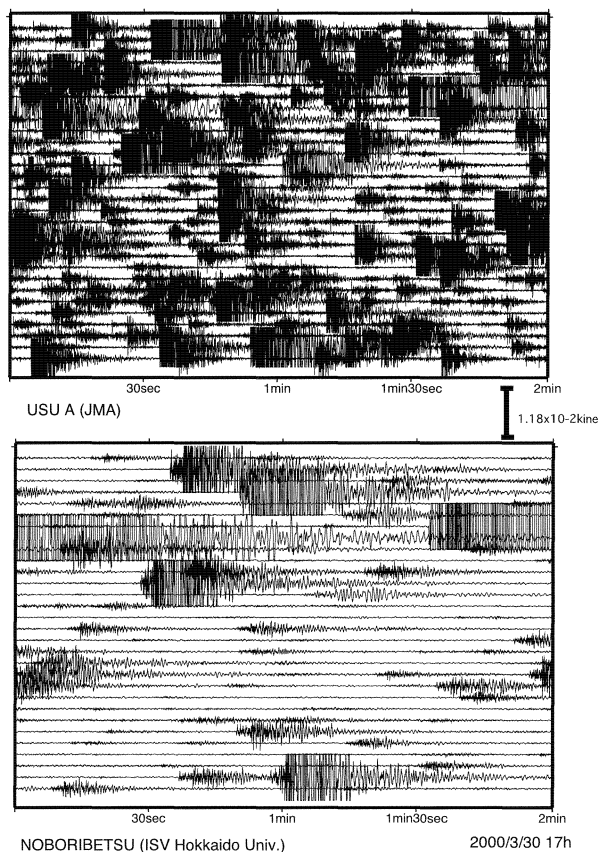 30sec 1min 1min30sec 2min
USU A (JMA)
1.18x10-2kine
30sec 1min 1min30sec 2min
NOBORIBETSU (ISV Hokkaido Univ.) 2000/3/30 17h